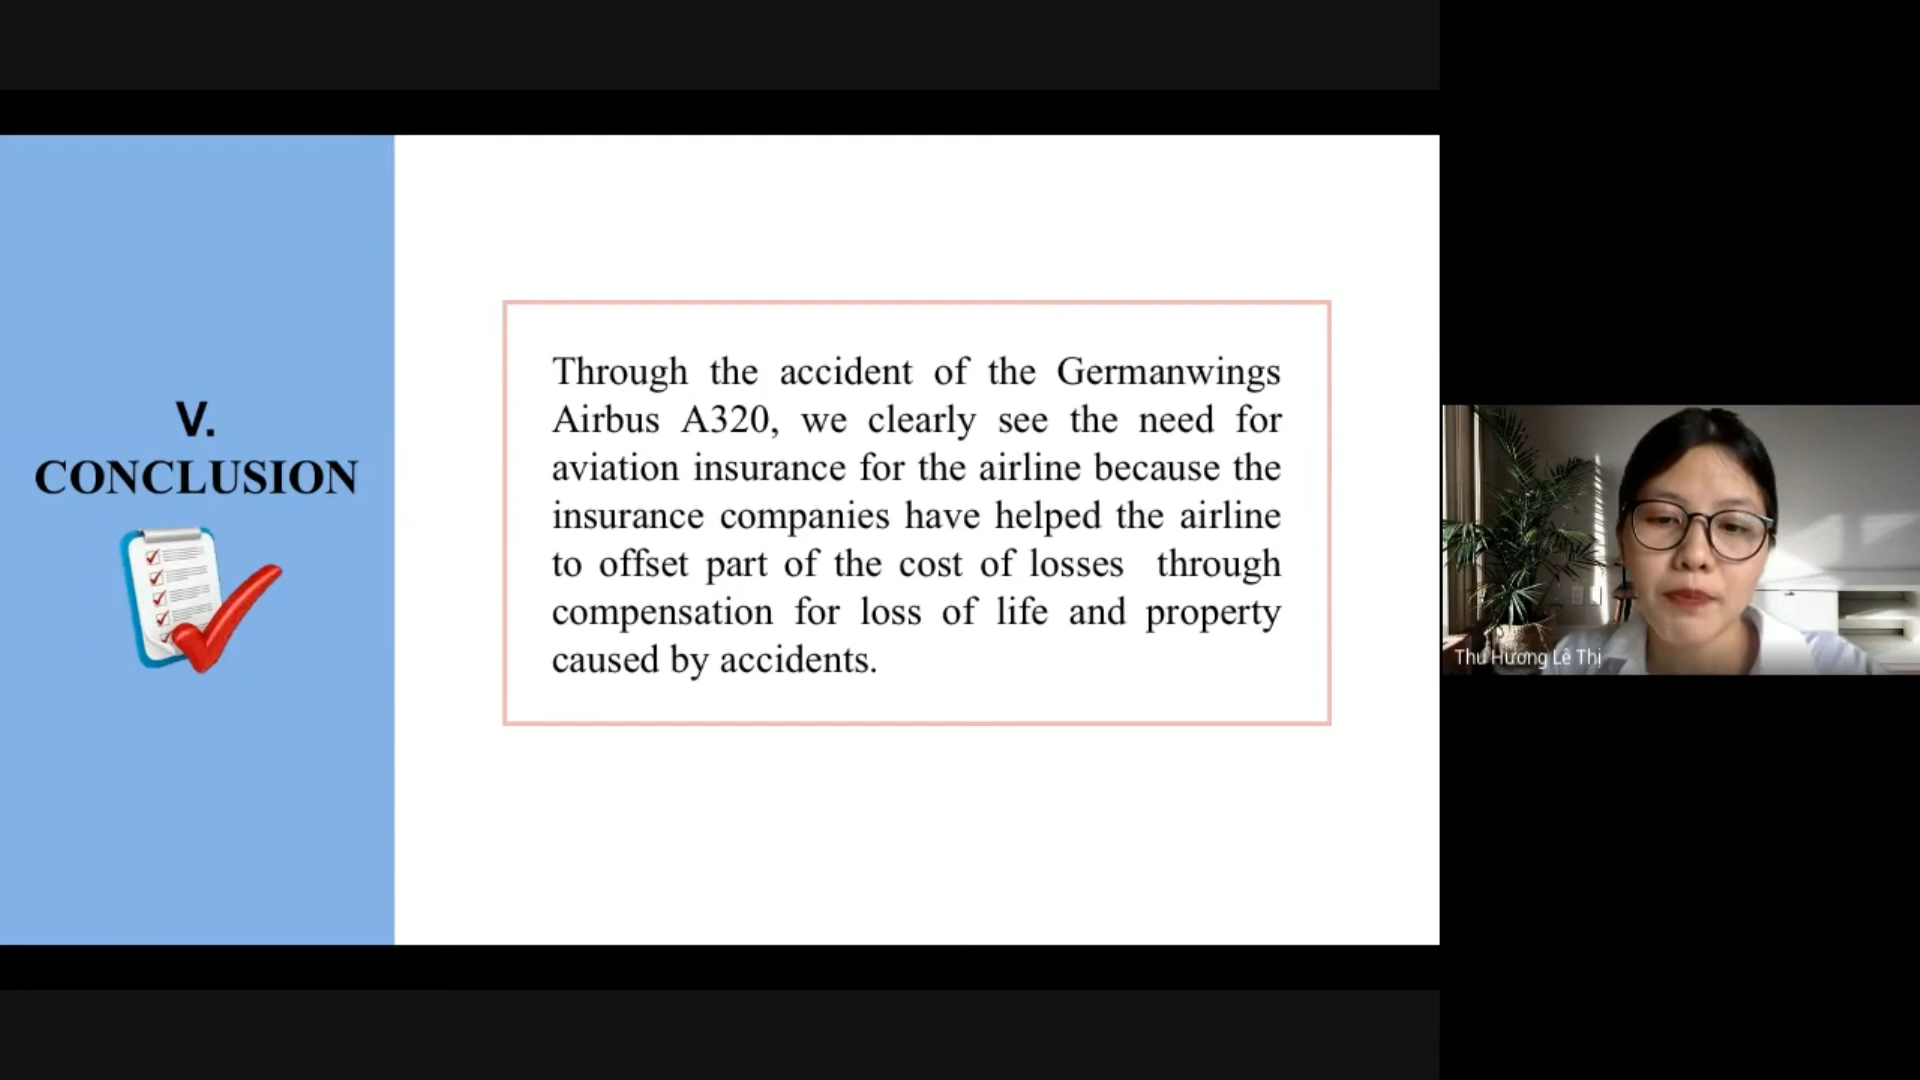 V.
CONCLUSION
Through the accident of the Germanwings
Airbus A320, we clearly see the need for
aviation insurance for the airline because the
insurance companies have helped the airline
to offset part of the cost of losses through
compensation for loss of life and property
caused by accidents.
Thu Hương Lê Thị